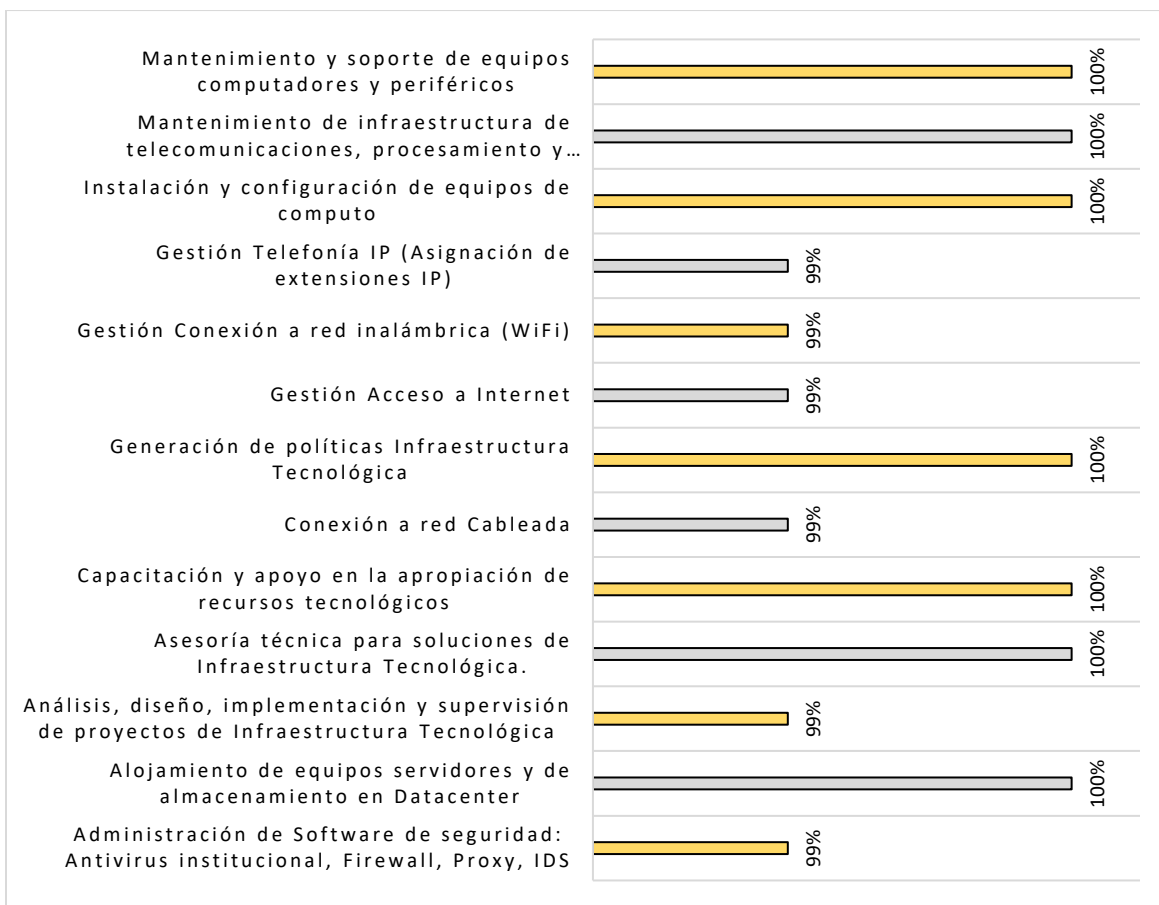 Mantenimiento y soporte de equipos
computadores y periféricos
100%
Mantenimiento de infraestructura de
telecomunicaciones, procesamiento y…
100%
Instalación y configuración de equipos de
computo
100%
Gestión Telefonía IP (Asignación de
extensiones IP)
99%
Gestión Conexión a red inalámbrica (WiFi)
99%
Gestión Acceso a Internet
99%
Generación de políticas Infraestructura
Tecnológica
100%
Conexión a red Cableada
99%
Capacitación y apoyo en la apropiación de
recursos tecnológicos
100%
Asesoría técnica para soluciones de
Infraestructura Tecnológica.
100%
Análisis, diseño, implementación y supervisión
de proyectos de Infraestructura Tecnológica
99%
Alojamiento de equipos servidores y de
almacenamiento en Datacenter
100%
Administración de Software de seguridad:
Antivirus institucional, Firewall, Proxy, IDS
99%